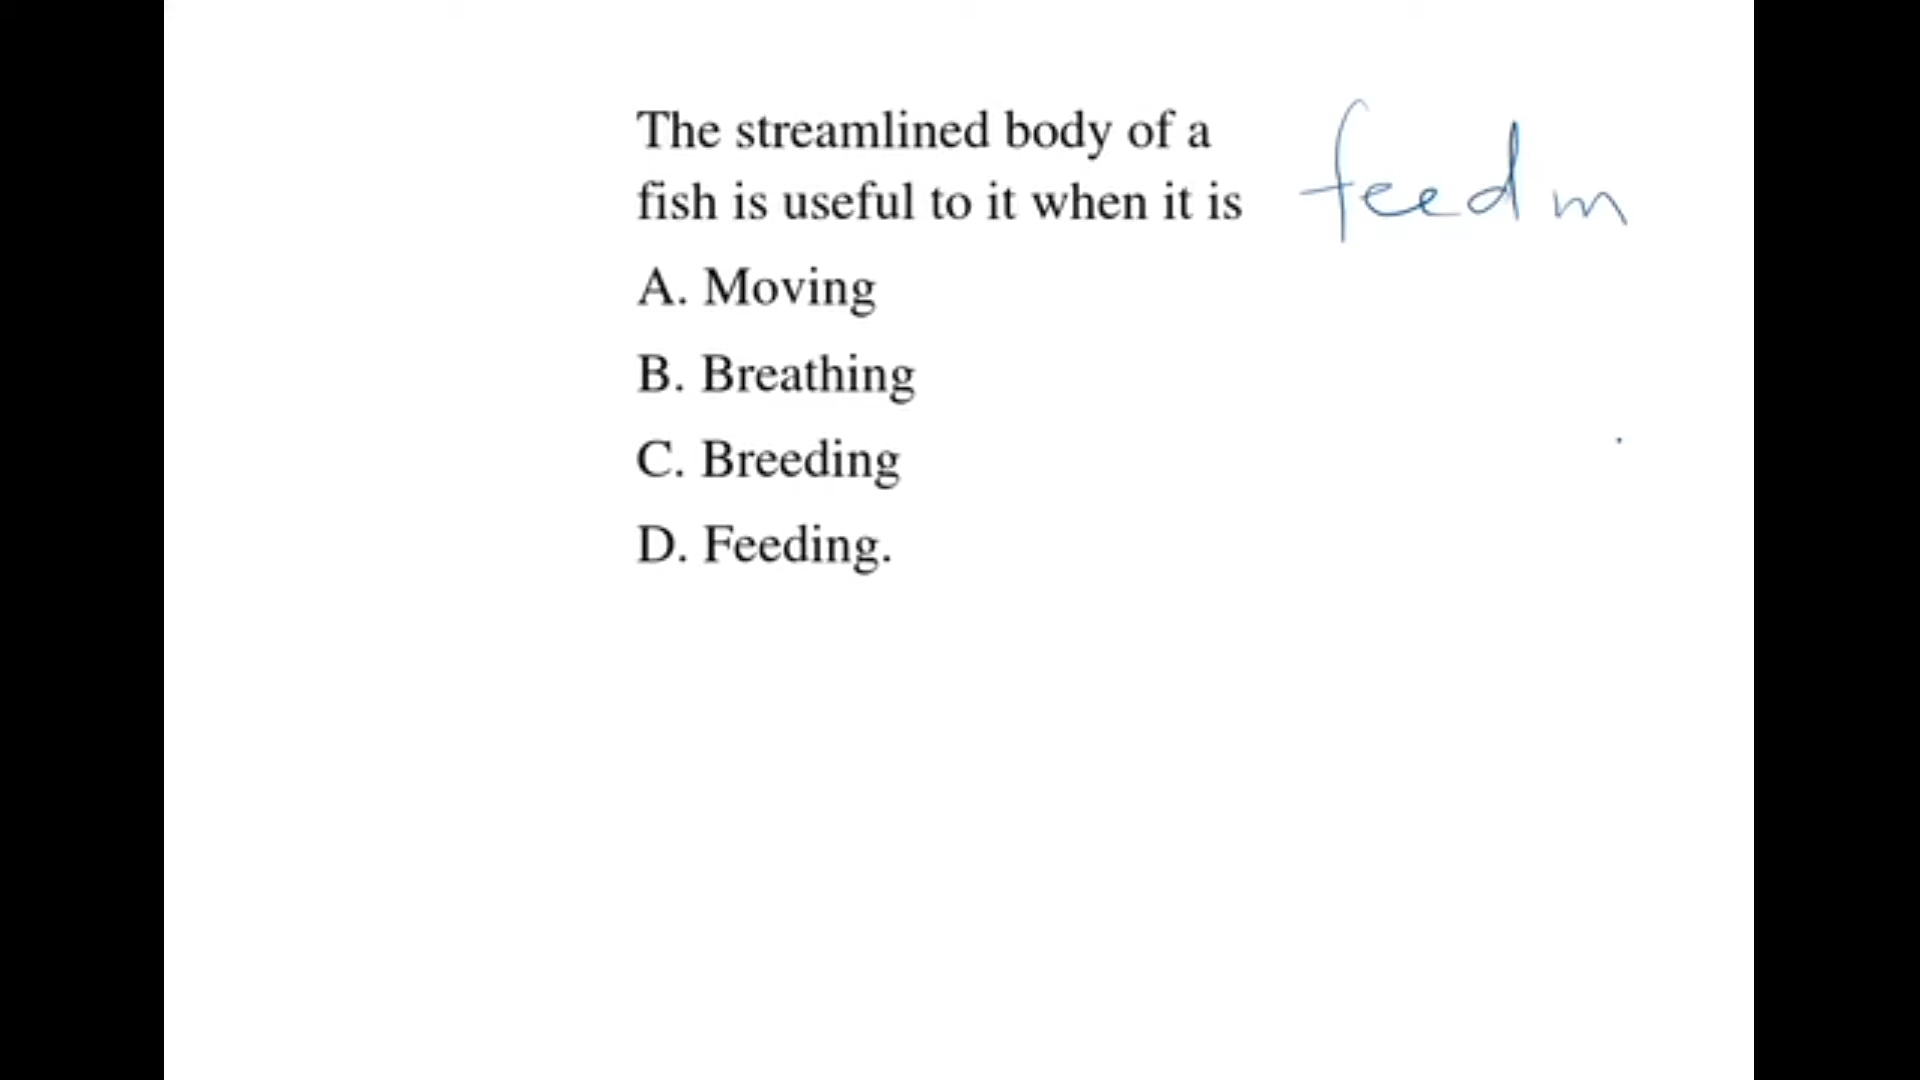 The streamlined body of a
fish is useful to it when it is
feed m
A. Moving
B. Breathing
C. Breeding
D. Feeding.